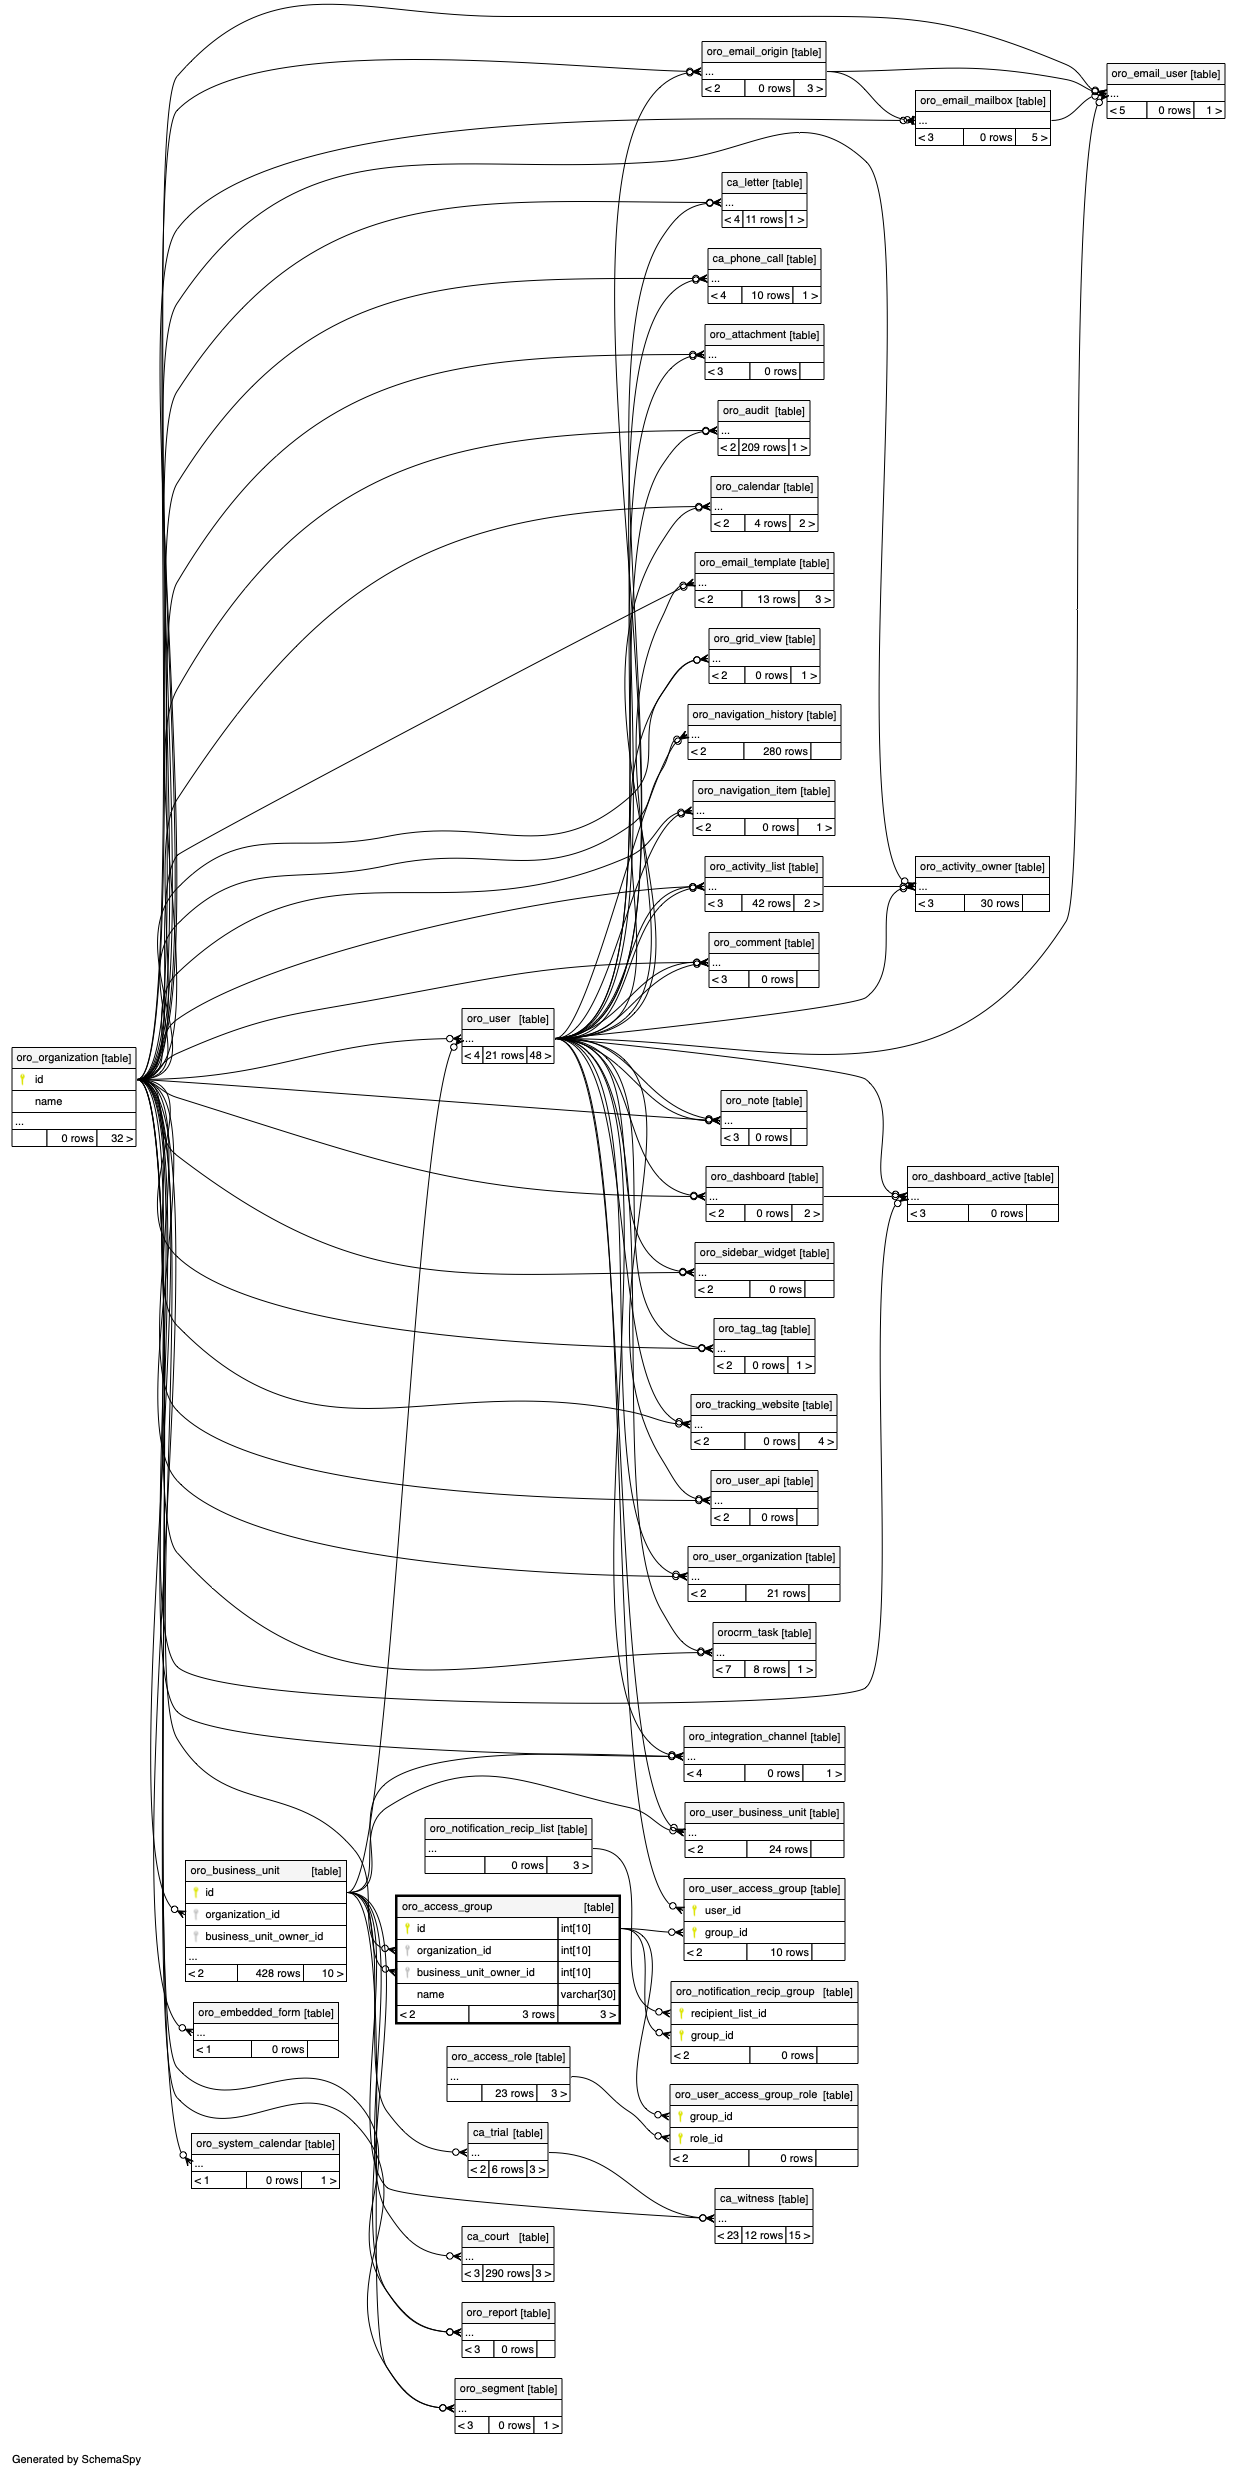 oro_email_origin [table]
...
< 2 0 rows 3 >
oro_email_user [table]
...
< 5 0 rows 1 >
oro_email_mailbox [table]
...
< 3 0 rows 5 >
ca_letter [table]
...
< 4 11 rows 1 >
ca_phone_call [table]
...
< 4 10 rows 1 >
oro_attachment [table]
...
< 3 0 rows
oro_audit [table]
...
< 2 209 rows 1 >
oro_calendar [table]
...
< 2 4 rows 2 >
oro_email_template [table]
...
< 2 13 rows 3 >
oro_grid_view [table]
...
< 2 0 rows 1 >
oro_navigation_history [table]
...
< 2 280 rows
oro_navigation_item [table]
...
< 2 0 rows 1 >
oro_activity_list [table]
...
< 3 42 rows 2 >
oro_activity_owner [table]
...
< 3 30 rows
oro_comment [table]
...
< 3 0 rows
oro_user [table]
...
< 4 21 rows 48 >
oro_organization [table]
id
name
...
0 rows 32 >
oro_note [table]
...
< 3 0 rows
oro_dashboard [table]
...
< 2 0 rows 2 >
oro_dashboard_active [table]
...
< 3 0 rows
oro_sidebar_widget [table]
...
< 2 0 rows
oro_tag_tag [table]
...
< 2 0 rows 1 >
oro_tracking_website [table]
...
< 2 0 rows 4 >
oro_user_api [table]
...
< 2 0 rows
oro_user_organization [table]
...
< 2 21 rows
orocrm_task [table]
...
< 7 8 rows 1 >
oro_integration_channel [table]
...
< 4 0 rows 1 >
oro_user_business_unit [table]
...
< 2 24 rows
oro_notification_recip_list [table]
...
0 rows 3 >
oro_business_unit [table]
id
organization_id
business_unit_owner_id
...
< 2 428 rows 10 >
oro_access_group [table]
id int[10]
organization_id int[10]
business_unit_owner_id int[10]
name varchar[30]
< 2 3 rows 3 >
oro_user_access_group [table]
user_id
group_id
< 2 10 rows
oro_notification_recip_group [table]
recipient_list_id
group_id
< 2 0 rows
oro_embedded_form [table]
...
< 1 0 rows
oro_access_role [table]
...
23 rows 3 >
oro_user_access_group_role [table]
group_id
role_id
< 2 0 rows
ca_trial [table]
...
< 2 6 rows 3 >
oro_system_calendar [table]
...
< 1 0 rows 1 >
ca_witness [table]
...
< 23 12 rows 15 >
ca_court [table]
...
< 3 290 rows 3 >
oro_report [table]
...
< 3 0 rows
oro_segment [table]
...
< 3 0 rows 1 >
Generated by SchemaSpy